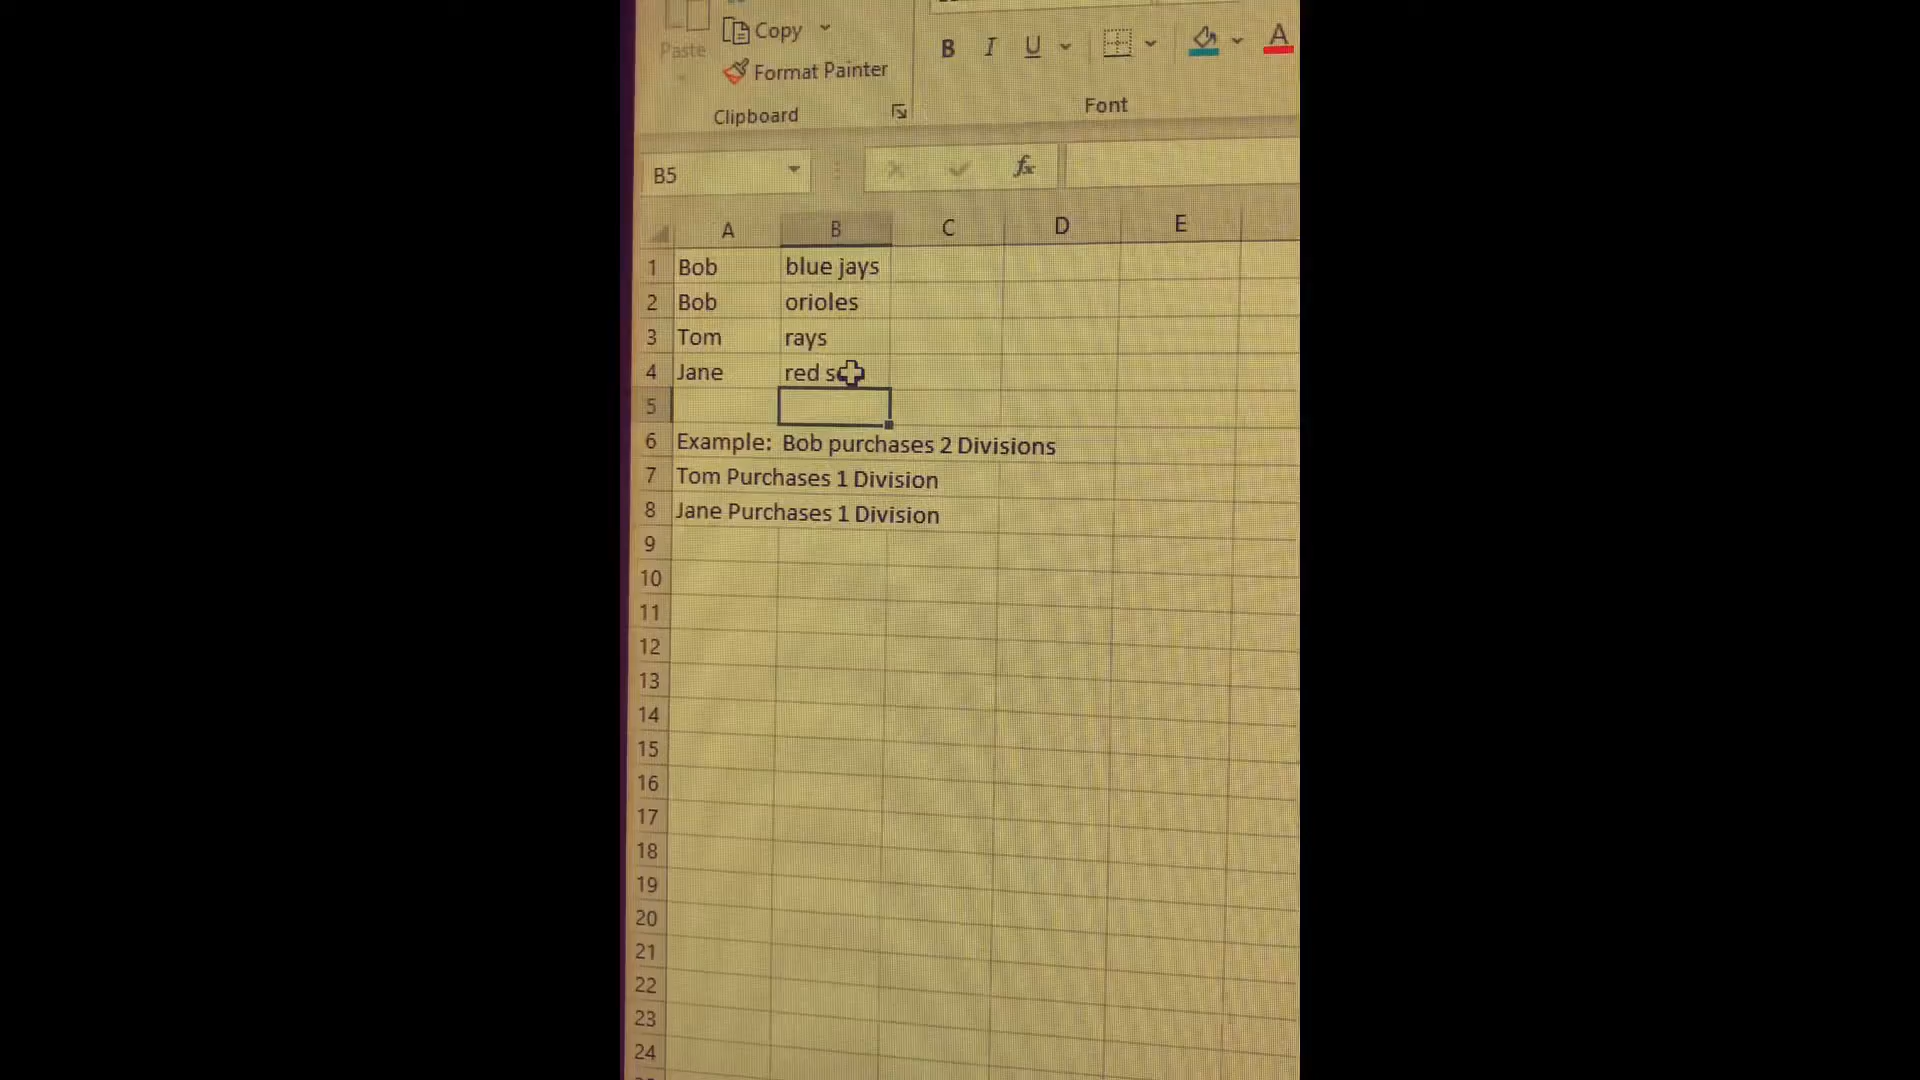 Copy
Paste
Format Painter
B I U A
Clipboard
Font
B5
fx
A B C D E
1 Bob blue jays
2 Bob orioles
3 Tom rays
4 Jane red
5
6 Example: Bob purchases 2 Divisions
7 Tom Purchases 1 Division
8 Jane Purchases 1 Division
9
10
11
12
13
14
15
16
17
18
19
20
21
22
23
24